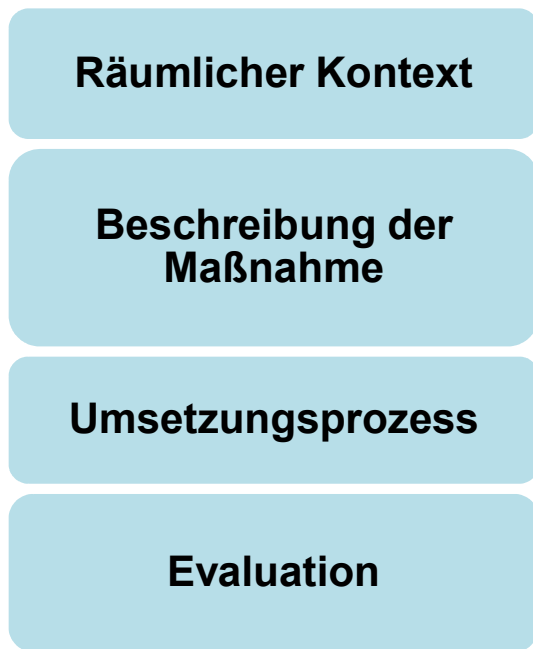 Räumlicher Kontext
Beschreibung der
Maßnahme
Umsetzungsprozess
Evaluation